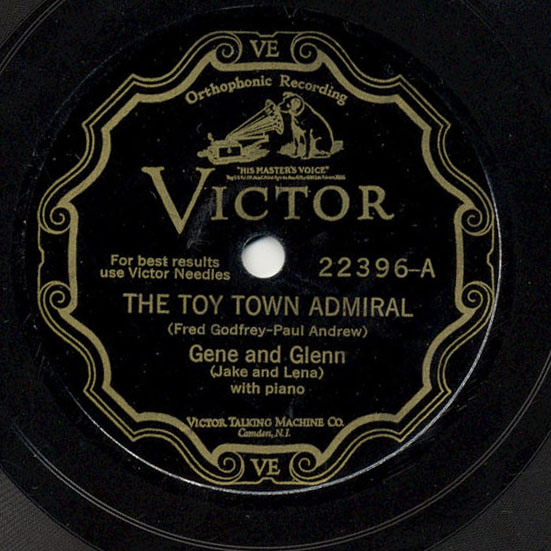 VE
Orthophonic Recording
"HIS MASTER'S VOICE"
VICTOR
For best results
use Victor Needles
22396-A
THE TOY TOWN ADMIRAL
(Fred Godfrey-Paul Andrew)
Gene and Glenn
(Jake and Lena)
with piano
VICTOR TALKING MACHINE CO.
Camden, N.J.
VE